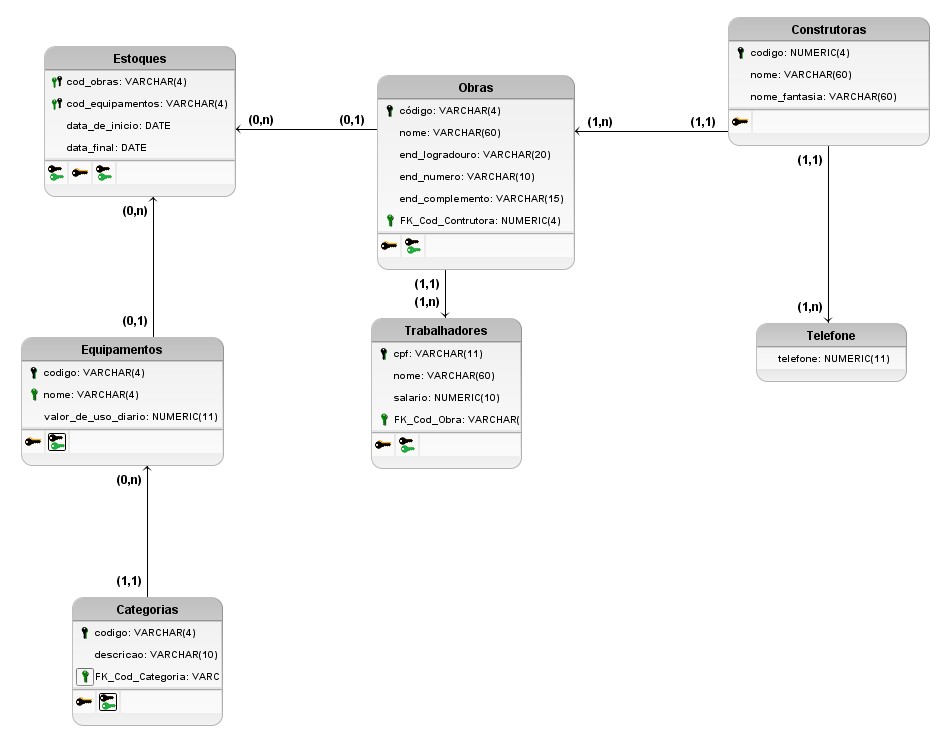 Construtoras
codigo: NUMERIC(4)
nome: VARCHAR(60)
nome_fantasia: VARCHAR(60)
Estoques
cod_obras: VARCHAR(4)
cod_equipamentos: VARCHAR(4)
data_de_inicio: DATE
data_final: DATE
Obras
código: VARCHAR(4)
nome: VARCHAR(60)
end_logradouro: VARCHAR(20)
end_numero: VARCHAR(10)
end_complemento: VARCHAR(15)
FK_Cod_Contrutora: NUMERIC(4)
(0,n)
(0,1)
(1,n)
(1,1)
(1,1)
(0,n)
(1,1)
(1,n)
(1,n)
(0,1)
Trabalhadores
cpf: VARCHAR(11)
nome: VARCHAR(60)
salario: NUMERIC(10)
FK_Cod_Obra: VARCHAR(
Telefone
telefone: NUMERIC(11)
Equipamentos
codigo: VARCHAR(4)
nome: VARCHAR(4)
valor_de_uso_diario: NUMERIC(11)
(0,n)
(1,1)
Categorias
codigo: VARCHAR(4)
descricao: VARCHAR(10)
FK_Cod_Categoria: VARC